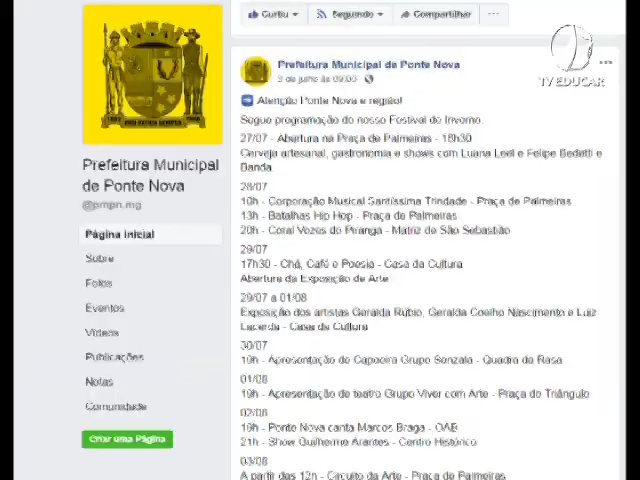 Curtiu
Seguindo
Compartilhar
...
TV EDUCAR
Prefeitura Municipal de Ponte Nova
@pmpn.mg
Página inicial
Sobre
Fotos
Eventos
Vídeos
Publicações
Notas
Comunidade
Criar uma Página
Prefeitura Municipal de Ponte Nova
3 de julho às 09:00
Atenção Ponte Nova e região!
Segue programação do nosso Festival de Inverno.
27/07 - Abertura na Praça de Palmeiras - 18h30
Cerveja artesanal, gastronomia e shows com Luana Leal e Felipe Bedetti e
Banda
28/07
10h - Corporação Musical Santíssima Trindade - Praça de Palmeiras
13h - Batalhas Hip Hop - Praça de Palmeiras
20h - Coral Vozes do Piranga - Matriz de São Sebastião
29/07
17h30 - Chá, Café e Poesia - Casa da Cultura
Abertura da Exposição de Arte
29/07 a 01/08
Exposição dos artistas Geralda Rúbio, Geralda Coelho Nascimento e Luiz
Lacerda - Casa da Cultura
30/07
19h - Apresentação de Capoeira Grupo Senzala - Quadra do Rasa
01/08
19h - Apresentação de teatro Grupo Viver com Arte - Praça do Triângulo
02/08
19h - Ponte Nova canta Marcos Braga - OAB
21h - Show Guilherme Arantes - Centro Histórico
03/08
A partir das 12h - Circuito da Arte - Praça de Palmeiras